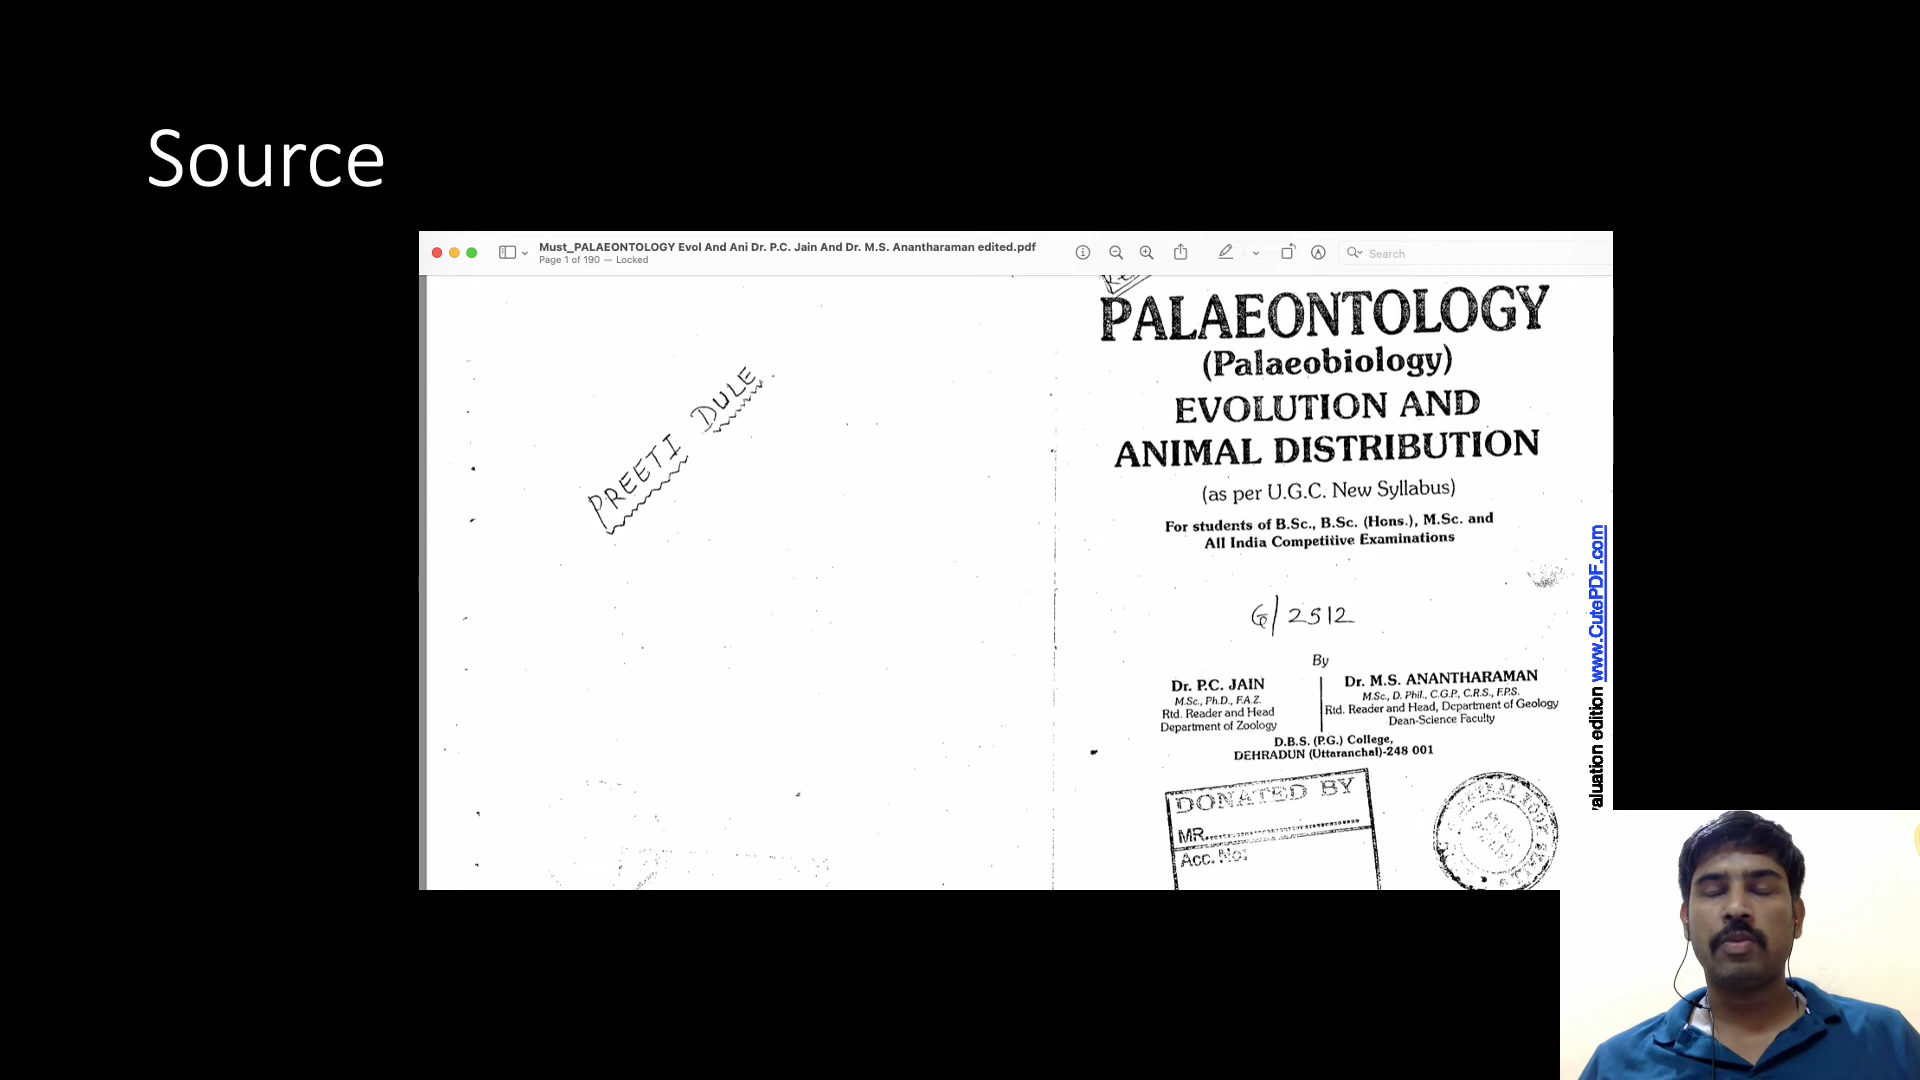 Source
Must_PALAEONTOLOGY Evol And Ani Dr. P.C. Jain And Dr. M.S. Anantharaman edited.pdf
Page 1 of 190 — Locked
Search
PREETI DULE
PALAEONTOLOGY
(Palaeobiology)
EVOLUTION AND
ANIMAL DISTRIBUTION
(as per U.G.C. New Syllabus)
For students of B.Sc., B.Sc. (Hons.), M.Sc. and
All India Competitive Examinations
G/2512
By
Dr. P.C. JAIN
M.Sc., Ph.D., F.A.Z.
Rtd. Reader and Head
Department of Zoology
Dr. M.S. ANANTHARAMAN
M.Sc., D. Phil., C.G.P., C.R.S., F.P.S.
Rtd. Reader and Head, Department of Geology
Dean-Science Faculty
D.B.S. (P.G.) College,
DEHRADUN (Uttaranchal)-248 001
DONATED BY
MR.
Acc. No:
aluation edition www.CutePDF.com